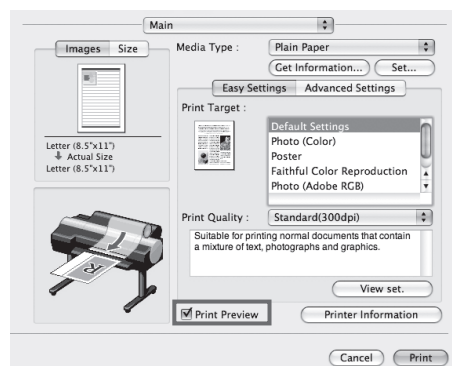 Main
Images Size
Letter (8.5"x11")
Actual Size
Letter (8.5"x11")
Media Type : Plain Paper
Get Information... Set...
Easy Settings Advanced Settings
Print Target :
Default Settings
Photo (Color)
Poster
Faithful Color Reproduction
Photo (Adobe RGB)
Print Quality : Standard(300dpi)
Suitable for printing normal documents that contain
a mixture of text, photographs and graphics.
View set.
Print Preview Printer Information
Cancel Print